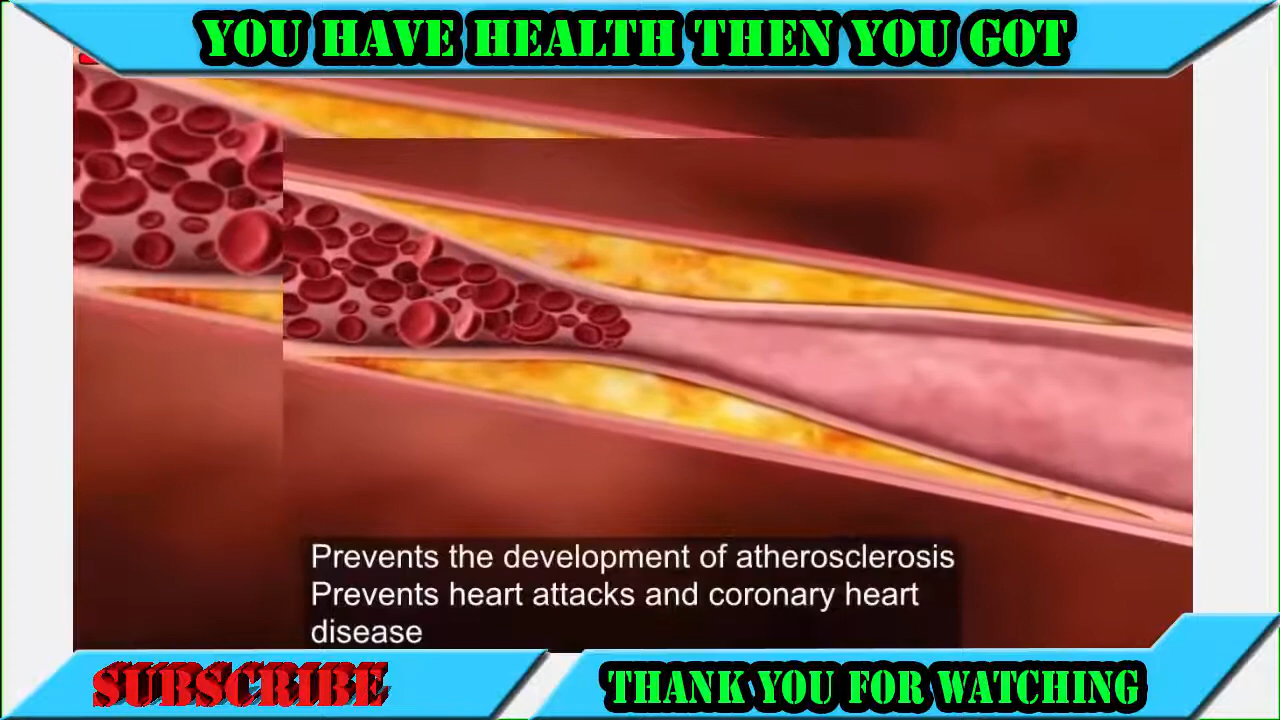 YOU HAVE HEALTH THEN YOU GOT
Prevents the development of atherosclerosis
Prevents heart attacks and coronary heart
disease
SUBSCRIBE
THANK YOU FOR WATCHING